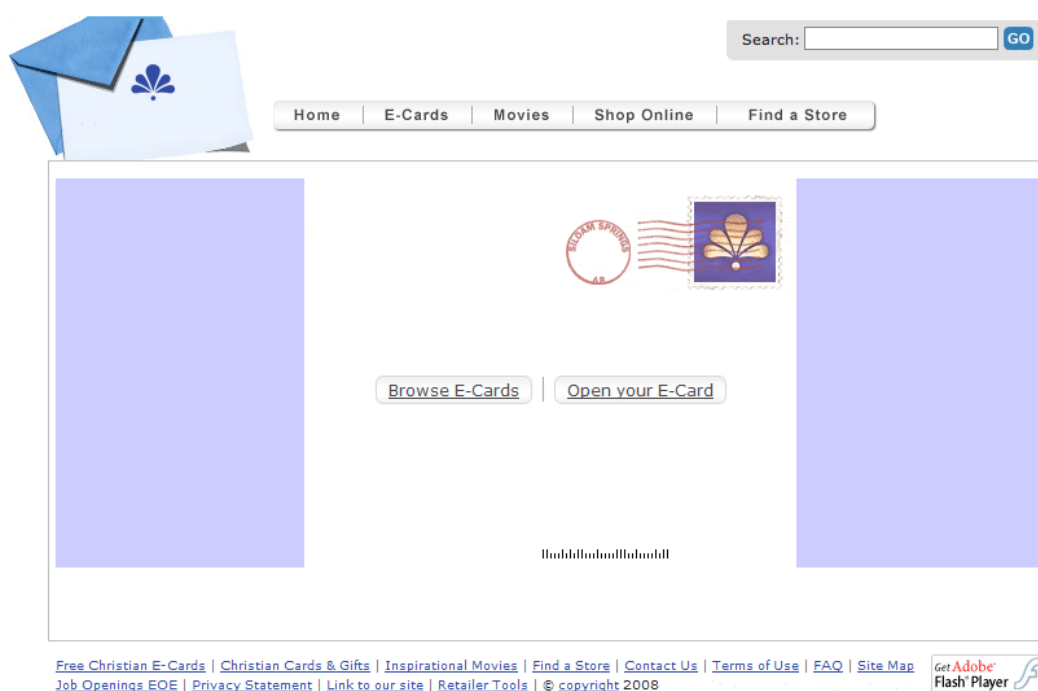 Search: GO
Home | E-Cards | Movies | Shop Online | Find a Store
SILOAM SPRINGS
AR
Browse E-Cards | Open your E-Card
Free Christian E-Cards | Christian Cards & Gifts | Inspirational Movies | Find a Store | Contact Us | Terms of Use | FAQ | Site Map
Job Openings EOE | Privacy Statement | Link to our site | Retailer Tools | © copyright 2008
Get Adobe®
Flash® Player